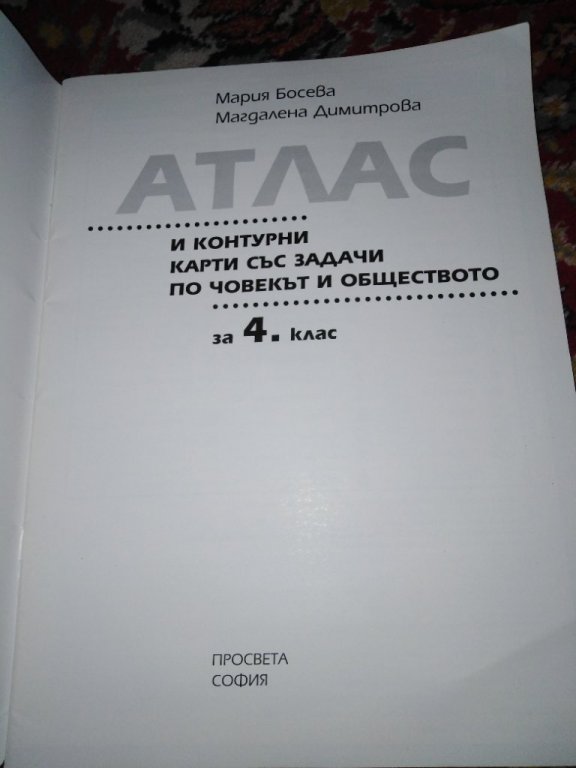 Мария Босева
Магдалена Димитрова
АТЛАС
И КОНТУРНИ
КАРТИ СЪС ЗАДАЧИ
ПО ЧОВЕКЪТ И ОБЩЕСТВОТО
за 4. клас
ПРОСВЕТА
СОФИЯ